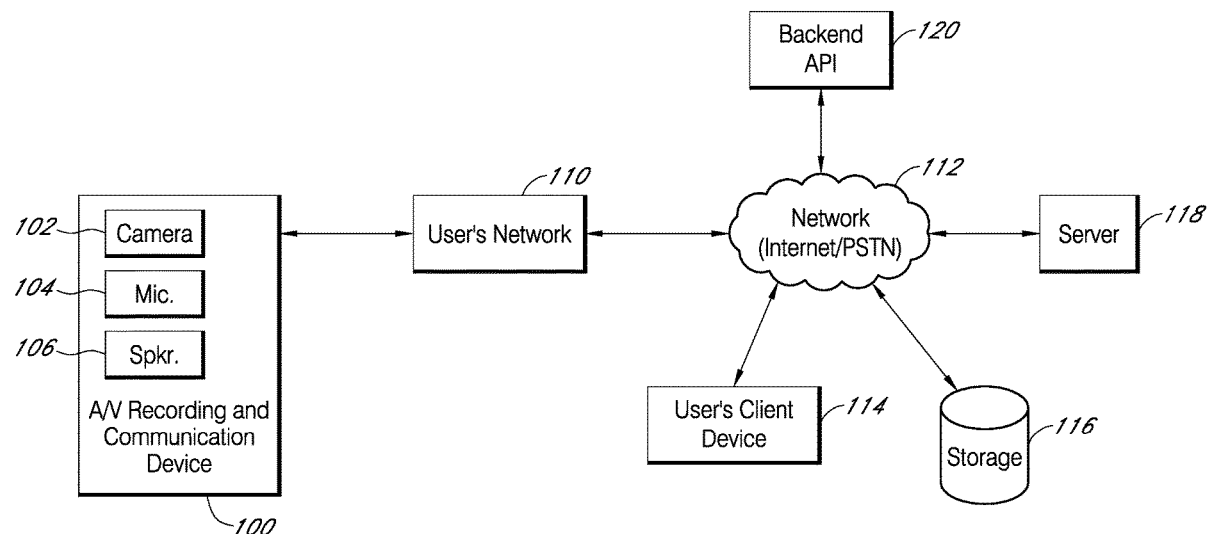 Backend
API
120
110
112
102
Camera
User's Network
Network
(Internet/PSTN)
Server
118
104
Mic.
106
Spkr.
A/V Recording and
Communication
Device
100
User's Client
Device
114
Storage
116